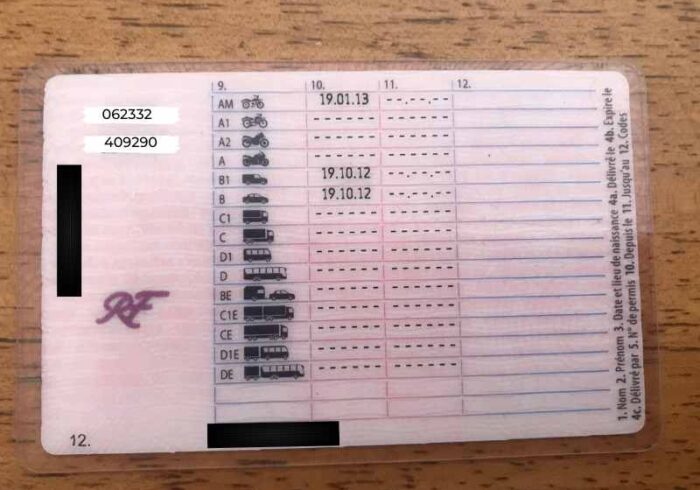 9. 10. 11. 12.
062332
409290
AM 19.01.13 --.--.--
A1 ------ ------
A2 ------ ------
A ------ ------
B1 19.10.12 --.--.--
B 19.10.12 --.--.--
C1 ------ ------
C ------ ------
D1 ------ ------
D ------ ------
BE ------ ------
C1E ------ ------
CE ------ ------
D1E ------ ------
DE ------ ------
RF
12.
1. Nom 2. Prénom 3. Date et lieu de naissance 4a. Délivré le 4b. Expire le
4c. Délivré par 5. N° de permis 10. Depuis le 11. Jusqu'au 12. Codes